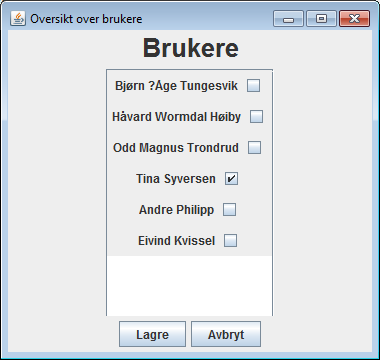 Oversikt over brukere
Brukere
Bjørn ?Åge Tungesvik
Håvard Wormdal Høiby
Odd Magnus Trondrud
Tina Syversen
Andre Philipp
Eivind Kvissel
Lagre Avbryt